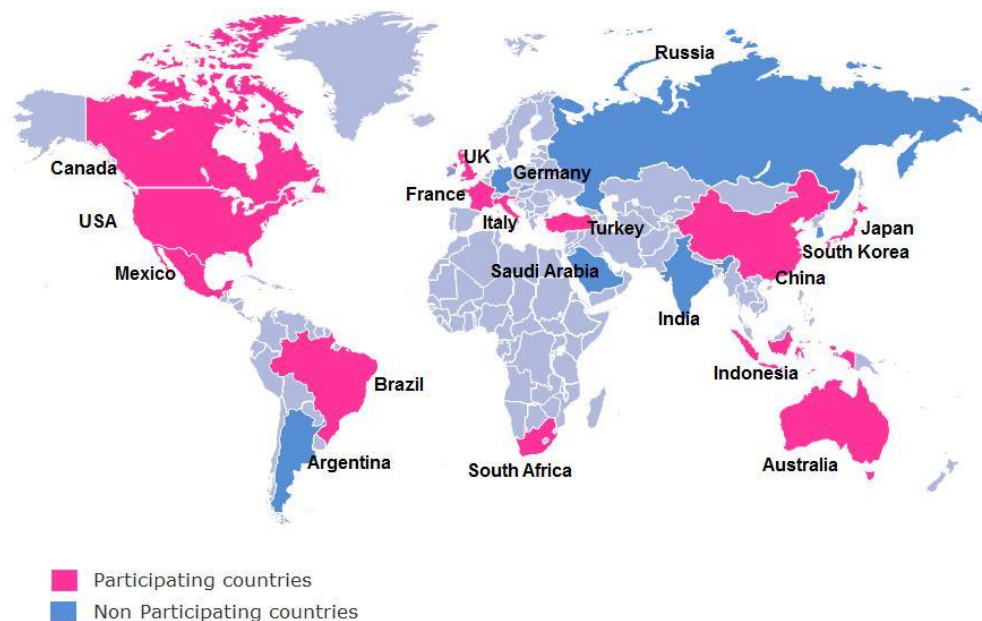 Russia
UK
Canada
Germany
France
USA
Italy
Turkey
Japan
South Korea
Mexico
Saudi Arabia
China
India
Indonesia
Brazil
Argentina
South Africa
Australia
Participating countries
Non Participating countries